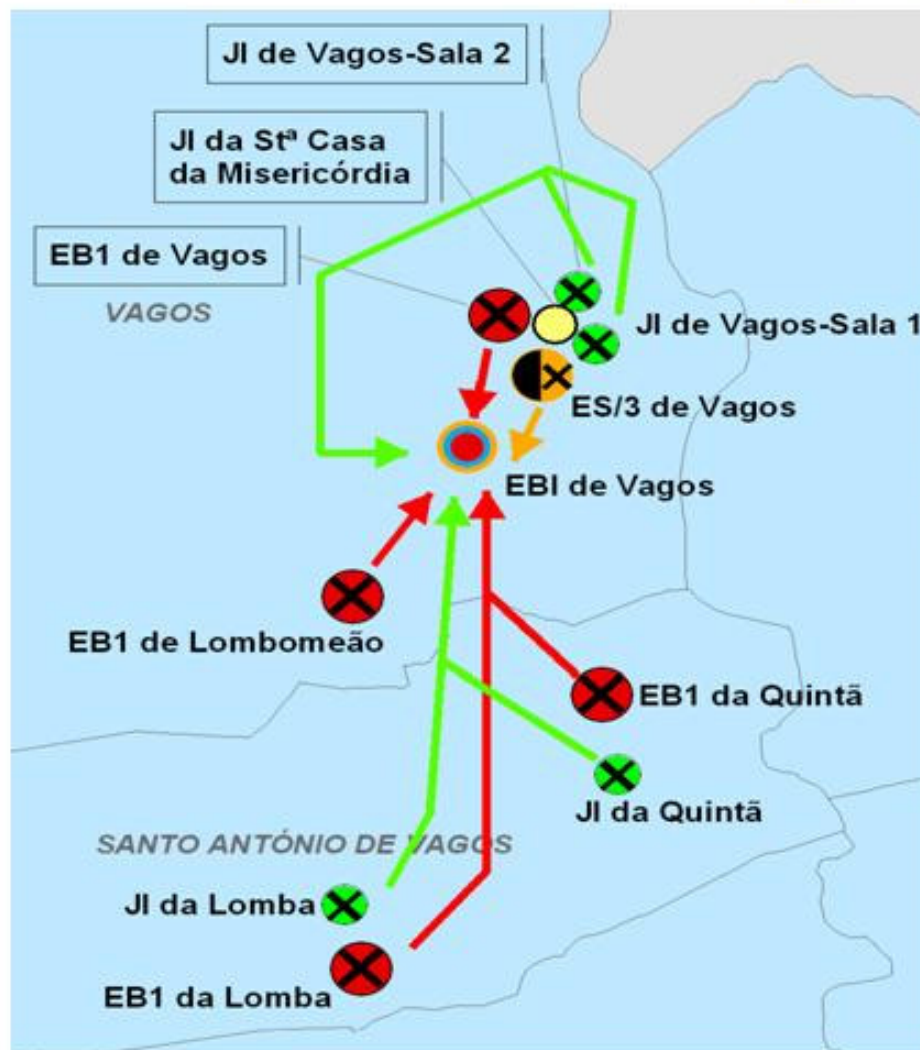 JI de Vagos-Sala 2
JI da Stª Casa
da Misericórdia
EB1 de Vagos
VAGOS
JI de Vagos-Sala 1
ES/3 de Vagos
EBI de Vagos
EB1 de Lombomeão
EB1 da Quintã
JI da Quintã
SANTO ANTÓNIO DE VAGOS
JI da Lomba
EB1 da Lomba